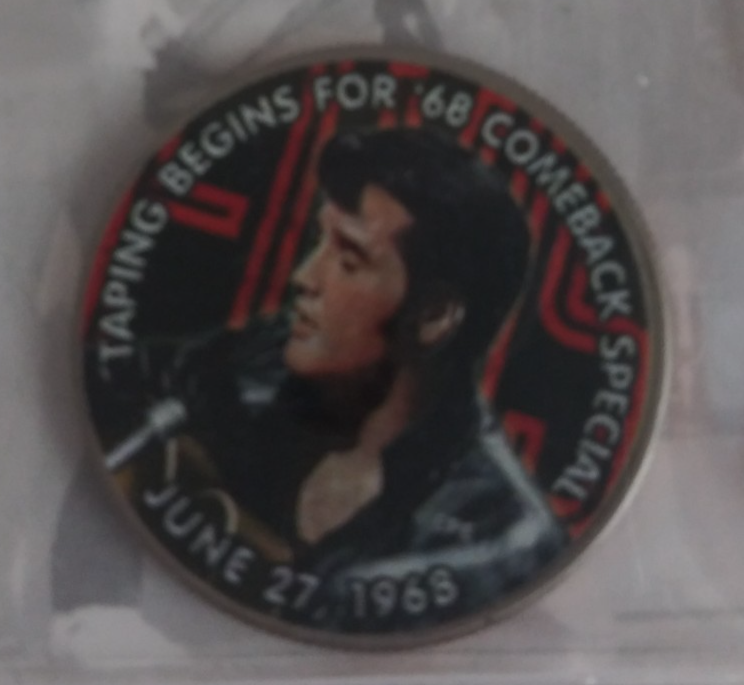 TAPING BEGINS FOR '68 COMEBACK SPECIAL
JUNE 27, 1968